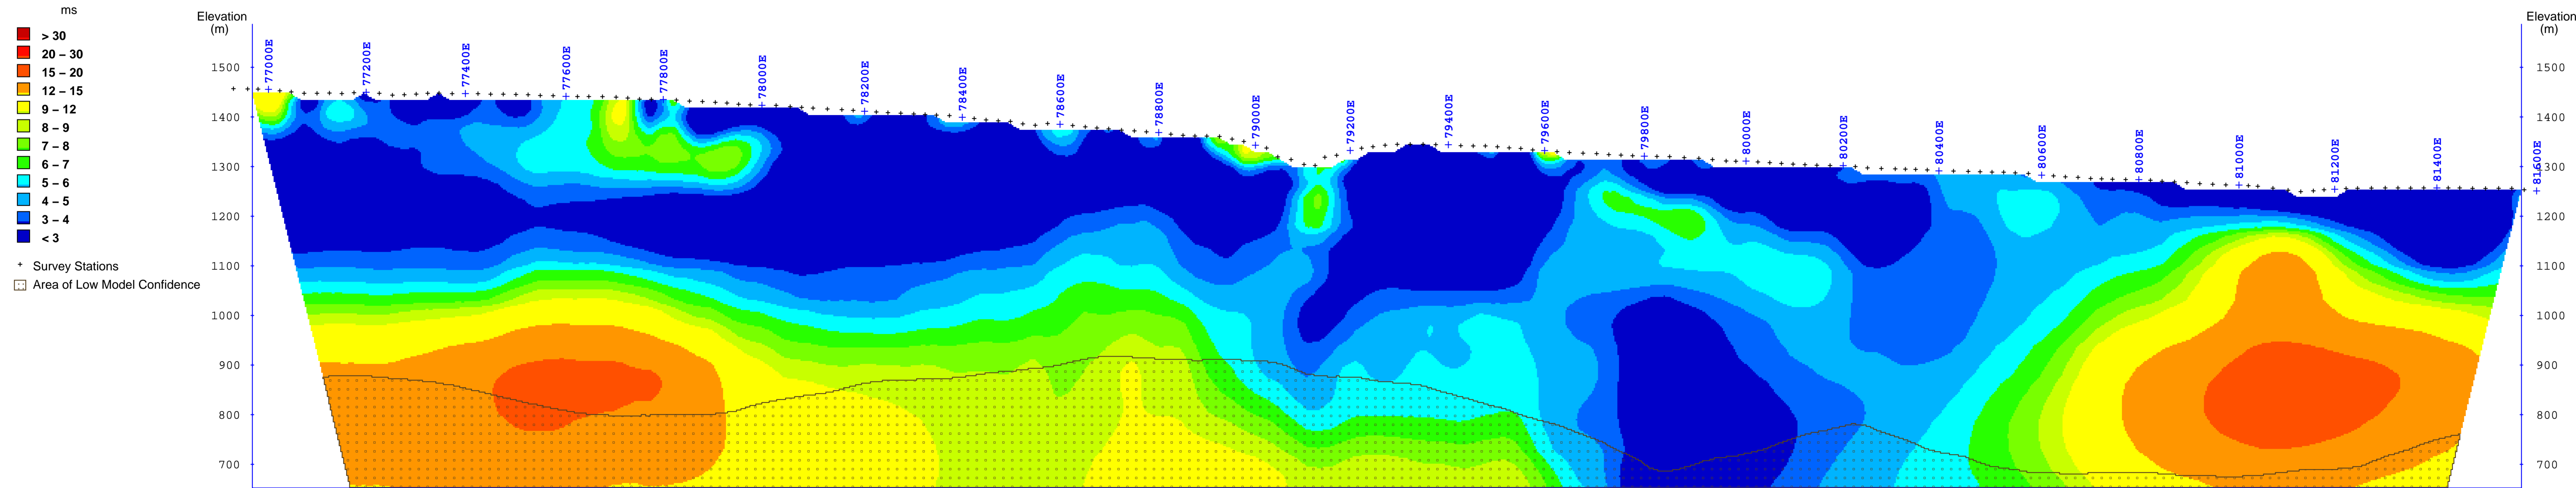 ms
> 30
20 – 30
15 – 20
12 – 15
9 – 12
8 – 9
7 – 8
6 – 7
5 – 6
4 – 5
3 – 4
< 3
Survey Stations
Area of Low Model Confidence
Elevation
(m)
1500
1400
1300
1200
1100
1000
900
800
700
77000E
77200E
77400E
77600E
77800E
78000E
78200E
78400E
78600E
78800E
79000E
79200E
79400E
79600E
79800E
80000E
80200E
80400E
80600E
80800E
81000E
81200E
81400E
81600E
Elevation
(m)
1500
1400
1300
1200
1100
1000
900
800
700